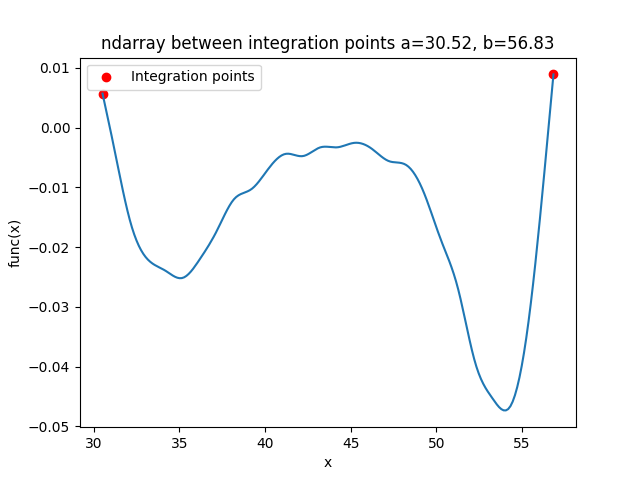 ndarray between integration points a=30.52, b=56.83
Integration points
0.01
0.00
−0.01
−0.02
−0.03
−0.04
−0.05
func(x)
30 35 40 45 50 55
x